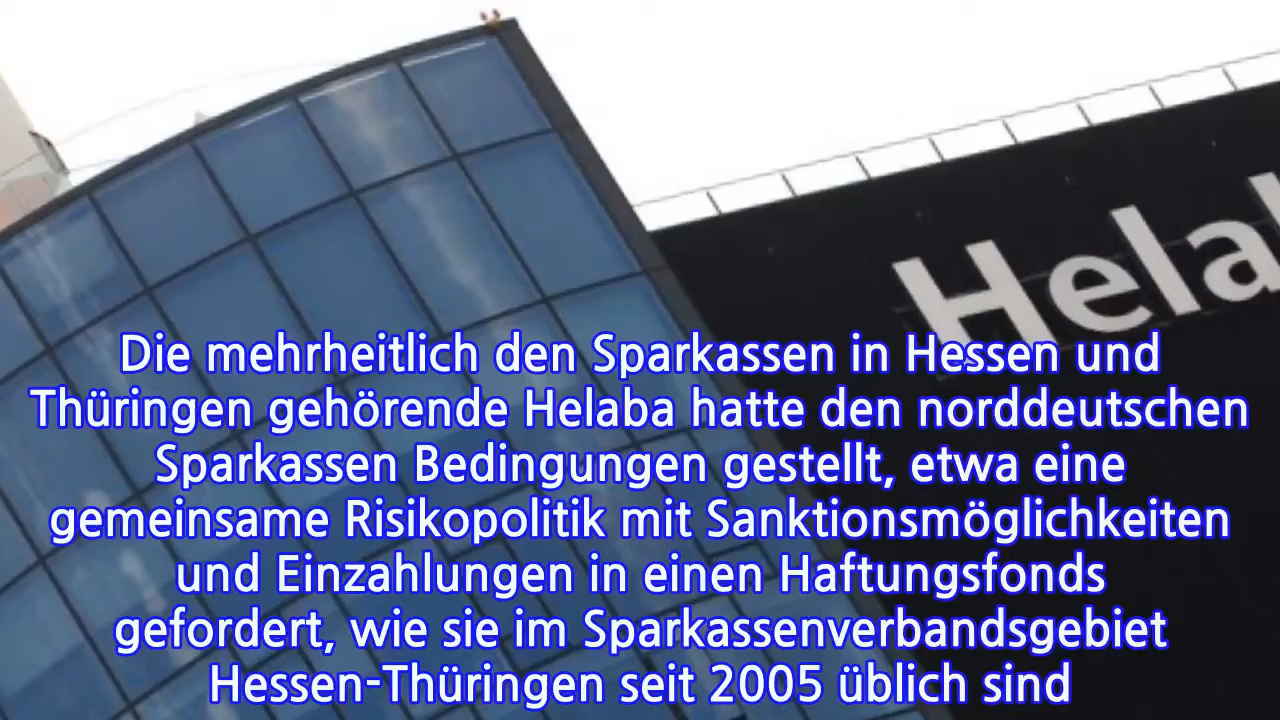 Hela
Die mehrheitlich den Sparkassen in Hessen und
Thüringen gehörende Helaba hatte den norddeutschen
Sparkassen Bedingungen gestellt, etwa eine
gemeinsame Risikopolitik mit Sanktionsmöglichkeiten
und Einzahlungen in einen Haftungsfonds
gefordert, wie sie im Sparkassenverbandsgebiet
Hessen-Thüringen seit 2005 üblich sind